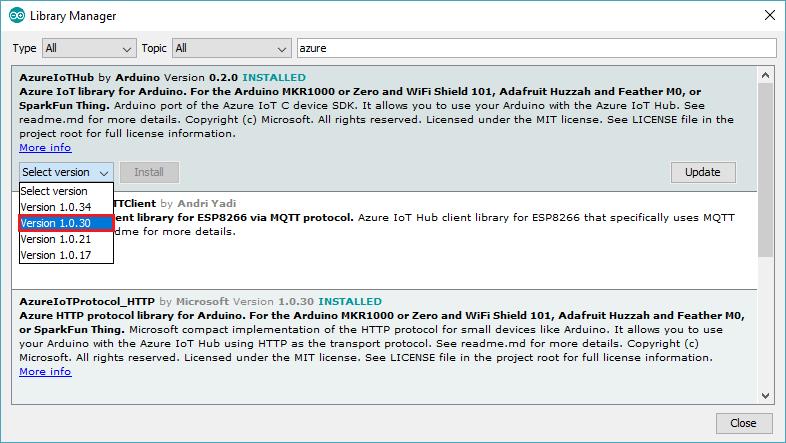 Library Manager
Type All Topic All azure
AzureIoTHub by Arduino Version 0.2.0 INSTALLED
Azure IoT library for Arduino. For the Arduino MKR1000 or Zero and WiFi Shield 101, Adafruit Huzzah and Feather M0, or
SparkFun Thing. Arduino port of the Azure IoT C device SDK. It allows you to use your Arduino with the Azure IoT Hub. See
readme.md for more details. Copyright (c) Microsoft. All rights reserved. Licensed under the MIT license. See LICENSE file in the
project root for full license information.
More info
Select version Install Update
Select version
Version 1.0.34
Version 1.0.30
Version 1.0.21
Version 1.0.17
TTClient by Andri Yadi
ent library for ESP8266 via MQTT protocol. Azure IoT Hub client library for ESP8266 that specifically uses MQTT
dme for more details.
AzureIoTProtocol_HTTP by Microsoft Version 1.0.30 INSTALLED
Azure HTTP protocol library for Arduino. For the Arduino MKR1000 or Zero and WiFi Shield 101, Adafruit Huzzah and Feather M0,
or SparkFun Thing. Microsoft compact implementation of the HTTP protocol for small devices like Arduino. It allows you to use
your Arduino with the Azure IoT Hub using HTTP as the transport protocol. See readme.md for more details. Copyright (c)
Microsoft. All rights reserved. Licensed under the MIT license. See LICENSE file in the project root for full license information.
More info
Close